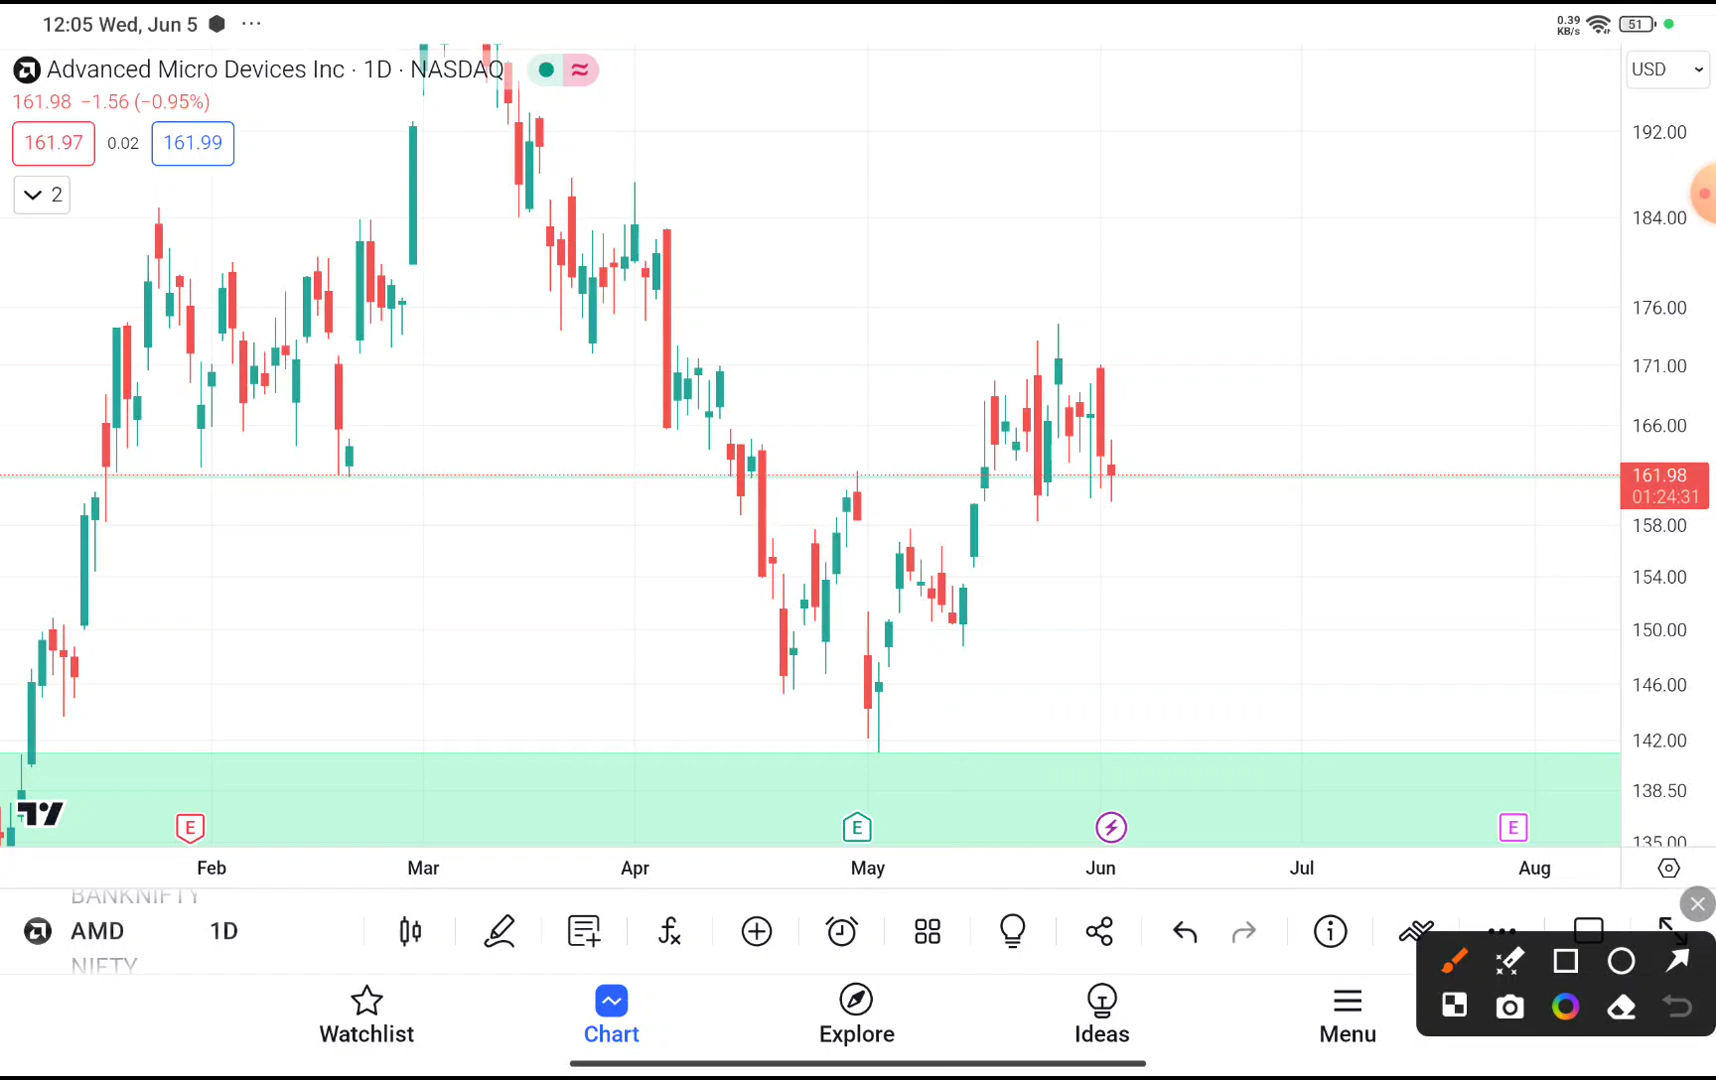 12:05 Wed, Jun 5 ···
0.39
KB/s
51
Advanced Micro Devices Inc · 1D · NASDAQ
USD
161.98 −1.56 (−0.95%)
161.97 0.02 161.99
2
192.00
184.00
176.00
171.00
166.00
161.98
01:24:31
158.00
154.00
150.00
146.00
142.00
138.50
135.00
E E E
Feb Mar Apr May Jun Jul Aug
BANKNIFTY
AMD 1D
NIFTY
Watchlist Chart Explore Ideas Menu